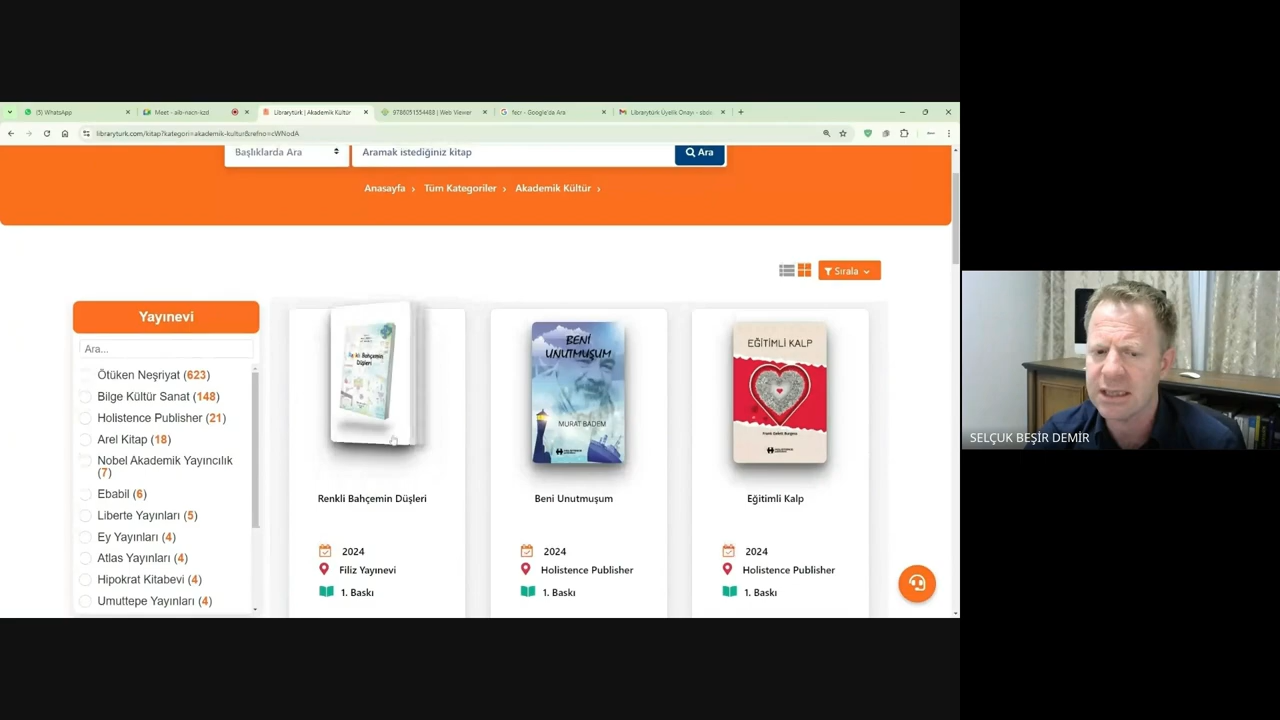 (5) WhatsApp
Meet - aib-nacn-kzd
Librarytürk | Akademik Kültür
9786051554488 | Web Viewer
fecr - Google'da Ara
Librarytürk Üyelik Onayı -
libraryturk.com/kitap?kategori=akademik-kultur&refno=cWNodA
Başlıklarda Ara
Aramak istediğiniz kitap
Ara
Anasayfa > Tüm Kategoriler > Akademik Kültür >
Sırala
Yayınevi
Ara...
Ötüken Neşriyat (623)
Bilge Kültür Sanat (148)
Holistence Publisher (21)
Arel Kitap (18)
Nobel Akademik Yayıncılık
(7)
Ebabil (6)
Liberte Yayınları (5)
Ey Yayınları (4)
Atlas Yayınları (4)
Hipokrat Kitabevi (4)
Umuttepe Yayınları (4)
Bahçemin
Düşleri
Renkli Bahçemin Düşleri
2024
Filiz Yayınevi
1. Baskı
BENİ
UNUTMUŞUM
MURAT BADEM
Beni Unutmuşum
2024
Holistence Publisher
1. Baskı
EĞİTİMLİ KALP
Eğitimli Kalp
2024
Holistence Publisher
1. Baskı
SELÇUK BEŞİR DEMİR